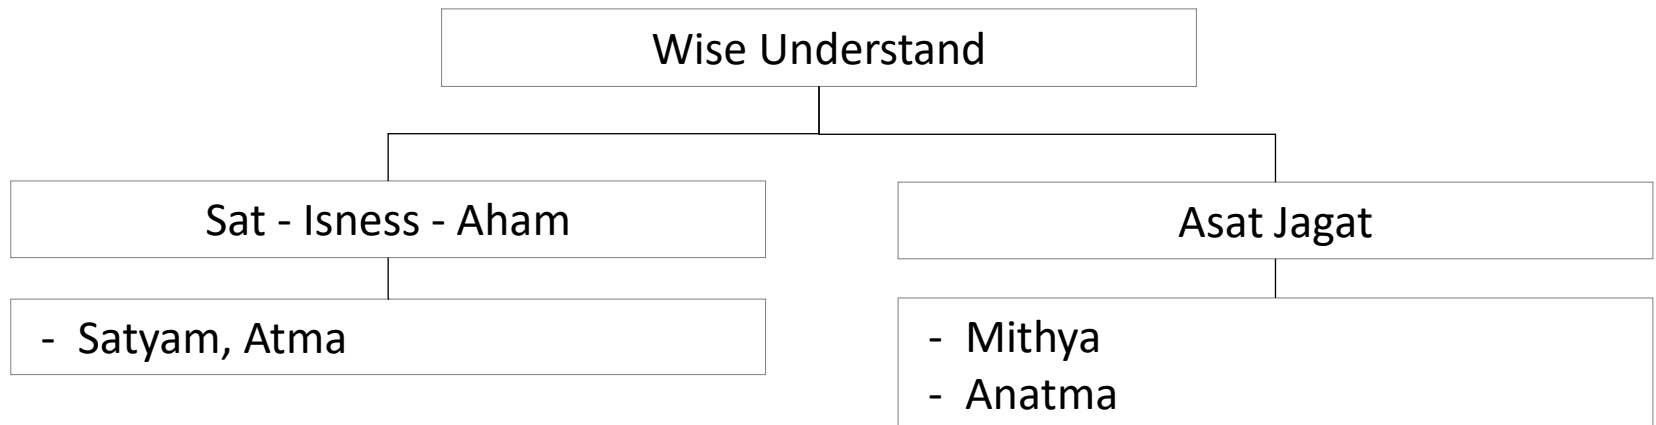 Wise Understand
Sat - Isness - Aham
Asat Jagat
- Satyam, Atma
- Mithya
- Anatma